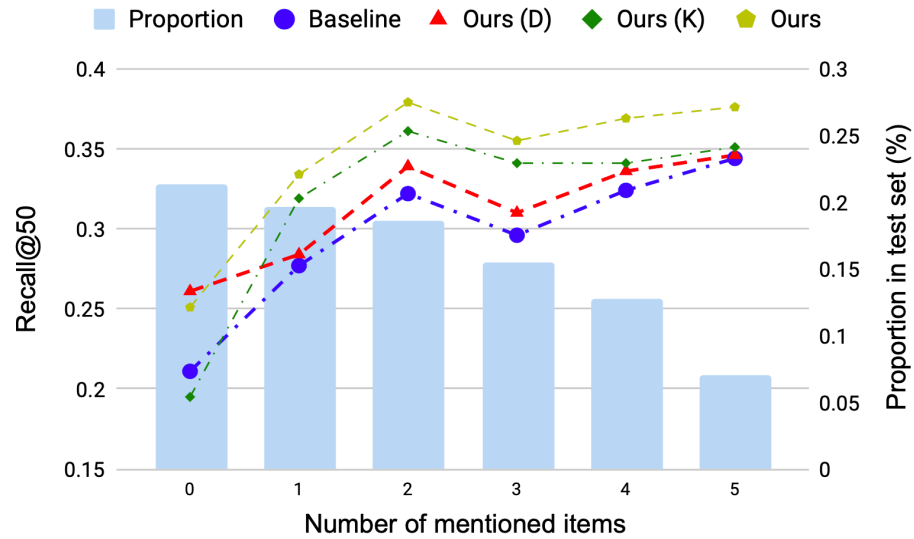 Proportion Baseline Ours (D) Ours (K) Ours
0.4 0.3
0.35 0.25
0.3 0.2
0.25 0.15
0.2 0.1
0.15 0.05
0
Recall@50
Proportion in test set (%)
0 1 2 3 4 5
Number of mentioned items